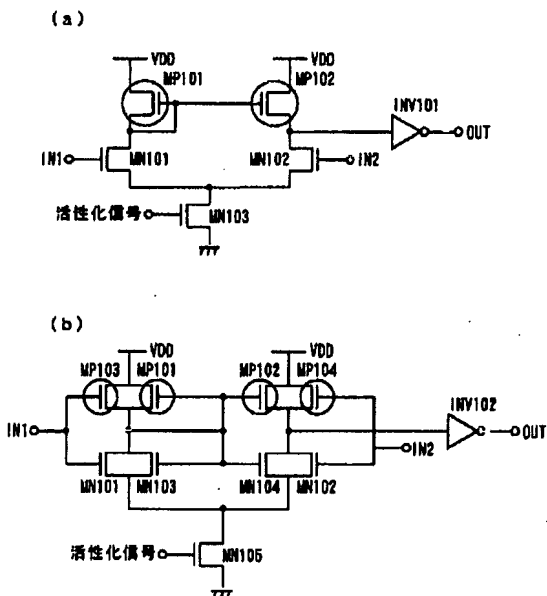 (a)
VDD VDD
MP101 MP102
INV101
OUT
IN1 MN101 MN102 IN2
活性化信号 MN103
(b)
VDD VDD
MP103 MP101 MP102 MP104
INV102
IN1 OUT
IN2
MN101 MN103 MN104 MN102
活性化信号 MN105